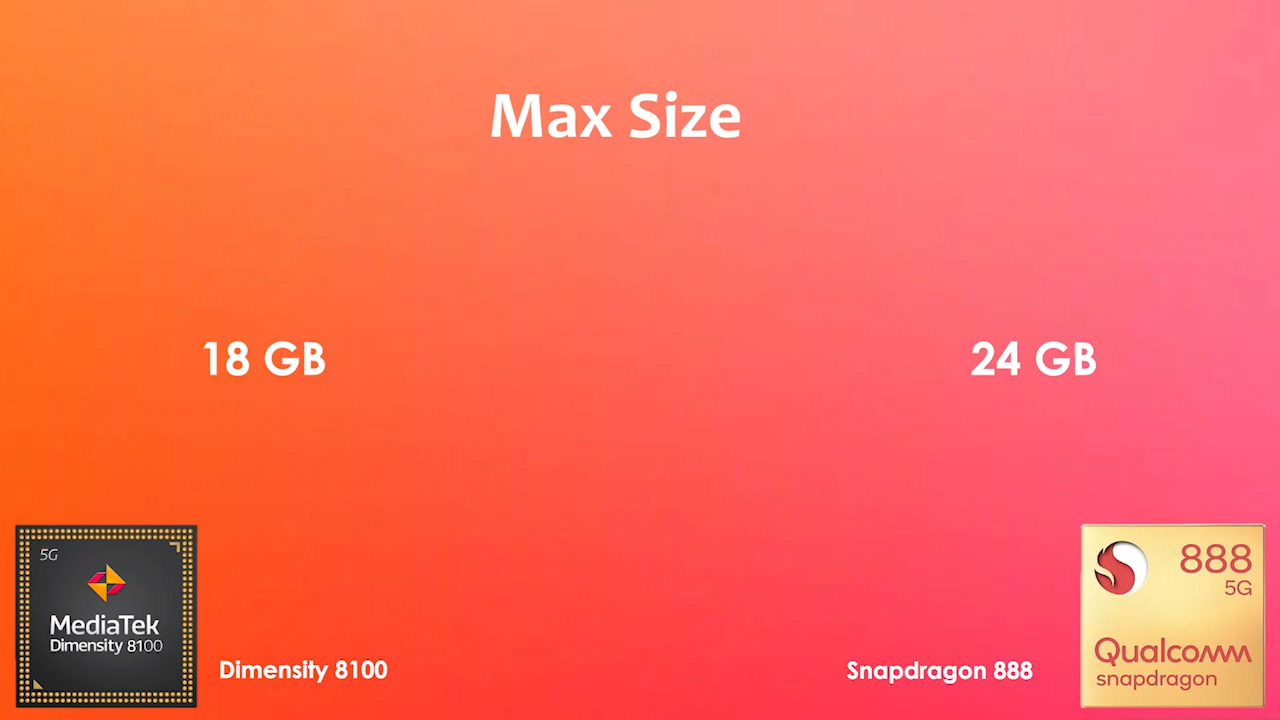 Max Size
18 GB
24 GB
5G
MediaTek
Dimensity 8100
Dimensity 8100
Snapdragon 888
888
5G
Qualcomm
snapdragon